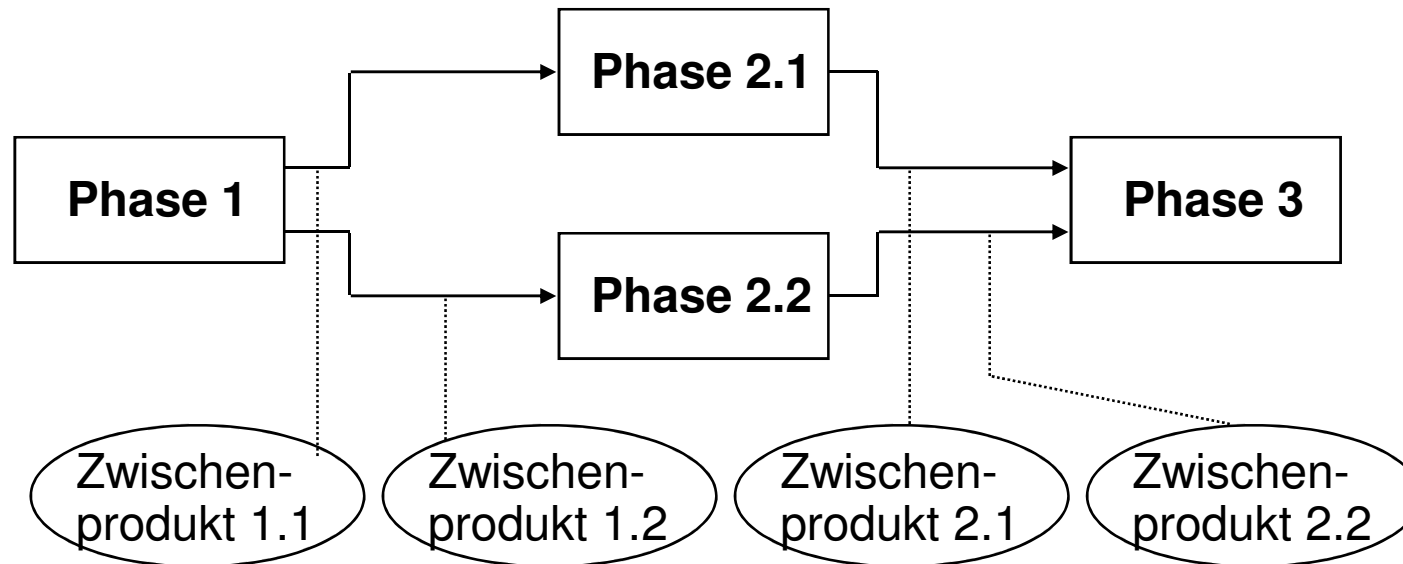 Phase 2.1
Phase 1
Phase 3
Phase 2.2
Zwischen-
produkt 1.1
Zwischen-
produkt 1.2
Zwischen-
produkt 2.1
Zwischen-
produkt 2.2